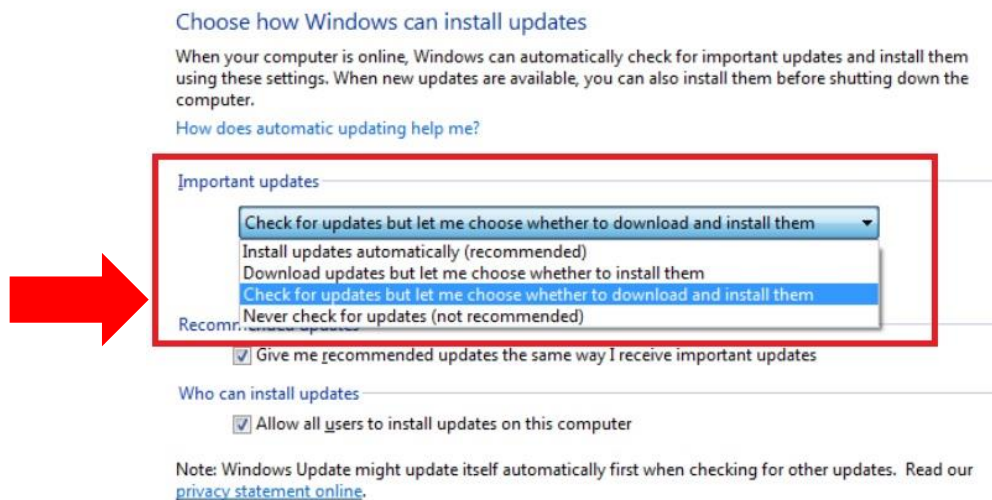 Choose how Windows can install updates
When your computer is online, Windows can automatically check for important updates and install them
using these settings. When new updates are available, you can also install them before shutting down the
computer.
How does automatic updating help me?
Important updates
Check for updates but let me choose whether to download and install them
Install updates automatically (recommended)
Download updates but let me choose whether to install them
Check for updates but let me choose whether to download and install them
Never check for updates (not recommended)
Recommended updates
Give me recommended updates the same way I receive important updates
Who can install updates
Allow all users to install updates on this computer
Note: Windows Update might update itself automatically first when checking for other updates. Read our
privacy statement online.